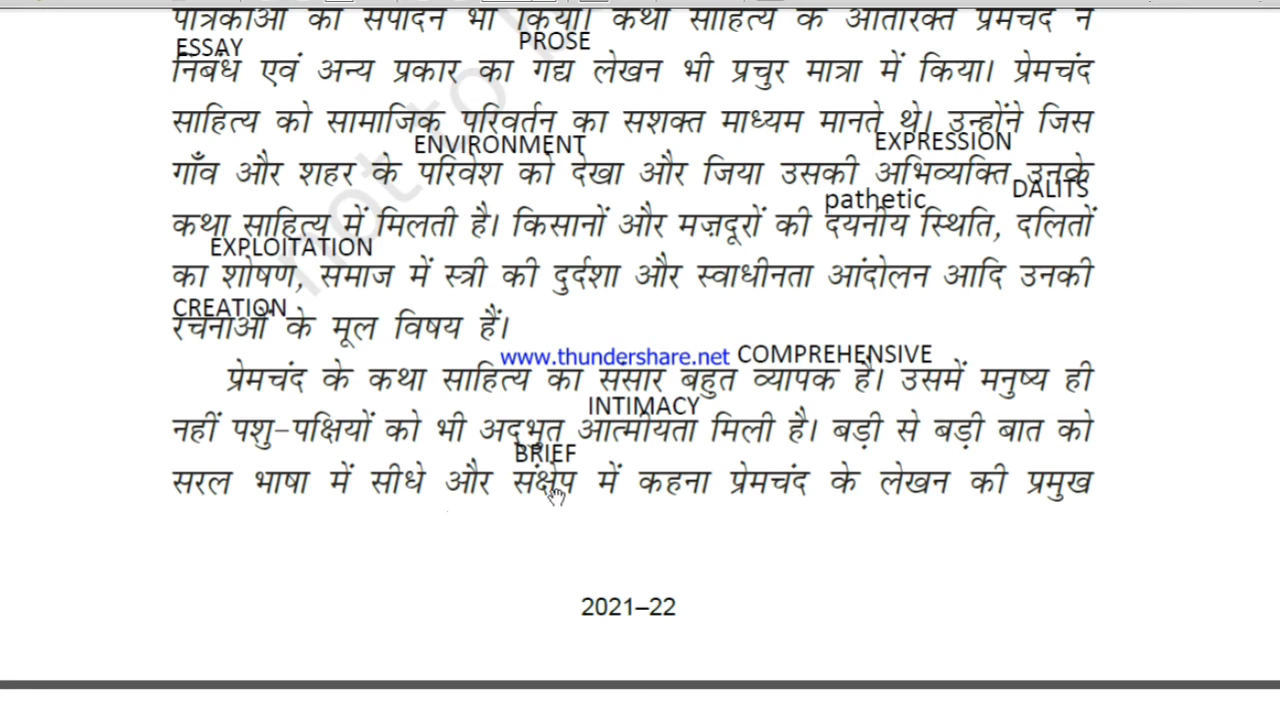 पत्रिकाओं का संपादन भी किया। कथा साहित्य के अतिरिक्त प्रेमचंद ने
ESSAY PROSE
निबंध एवं अन्य प्रकार का गद्य लेखन भी प्रचुर मात्रा में किया। प्रेमचंद
साहित्य को सामाजिक परिवर्तन का सशक्त माध्यम मानते थे। उन्होंने जिस
ENVIRONMENT EXPRESSION
गाँव और शहर के परिवेश को देखा और जिया उसकी अभिव्यक्ति उनके
pathetic DALITS
कथा साहित्य में मिलती है। किसानों और मज़दूरों की दयनीय स्थिति, दलितों
EXPLOITATION
का शोषण, समाज में स्त्री की दुर्दशा और स्वाधीनता आंदोलन आदि उनकी
CREATION
रचनाओं के मूल विषय हैं।
www.thundershare.net COMPREHENSIVE
प्रेमचंद के कथा साहित्य का संसार बहुत व्यापक है। उसमें मनुष्य ही
INTIMACY
नहीं पशु-पक्षियों को भी अद्भुत आत्मीयता मिली है। बड़ी से बड़ी बात को
BRIEF
सरल भाषा में सीधे और संक्षेप में कहना प्रेमचंद के लेखन की प्रमुख
not to
2021–22